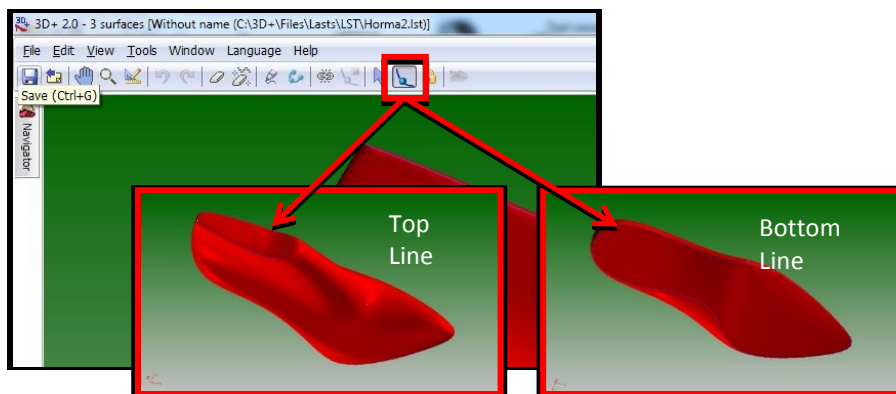 3D+ 2.0 - 3 surfaces [Without name (C:\3D+\Files\Lasts\LST\Horma2.lst)]
File Edit View Tools Window Language Help
Save (Ctrl+G)
Navigator
Top
Line
Bottom
Line